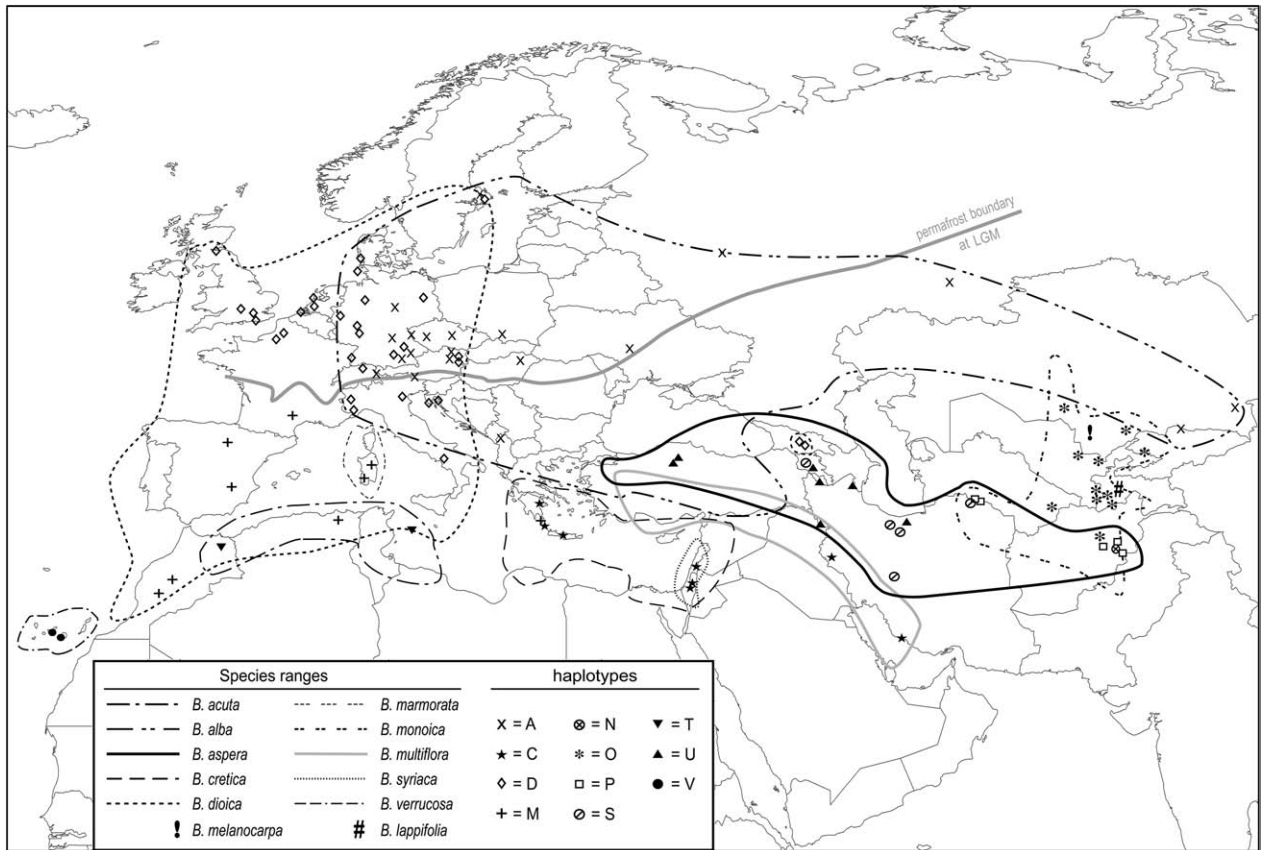 permafrost boundary
at LGM
Species ranges
B. acuta
B. alba
B. aspera
B. cretica
B. dioica
! B. melanocarpa
B. marmorata
B. monoica
B. multiflora
B. syriaca
B. verrucosa
# B. lappifolia
haplotypes
x = A
★ = C
◇ = D
+ = M
⊗ = N
✻ = O
□ = P
⊘ = S
▼ = T
▲ = U
● = V